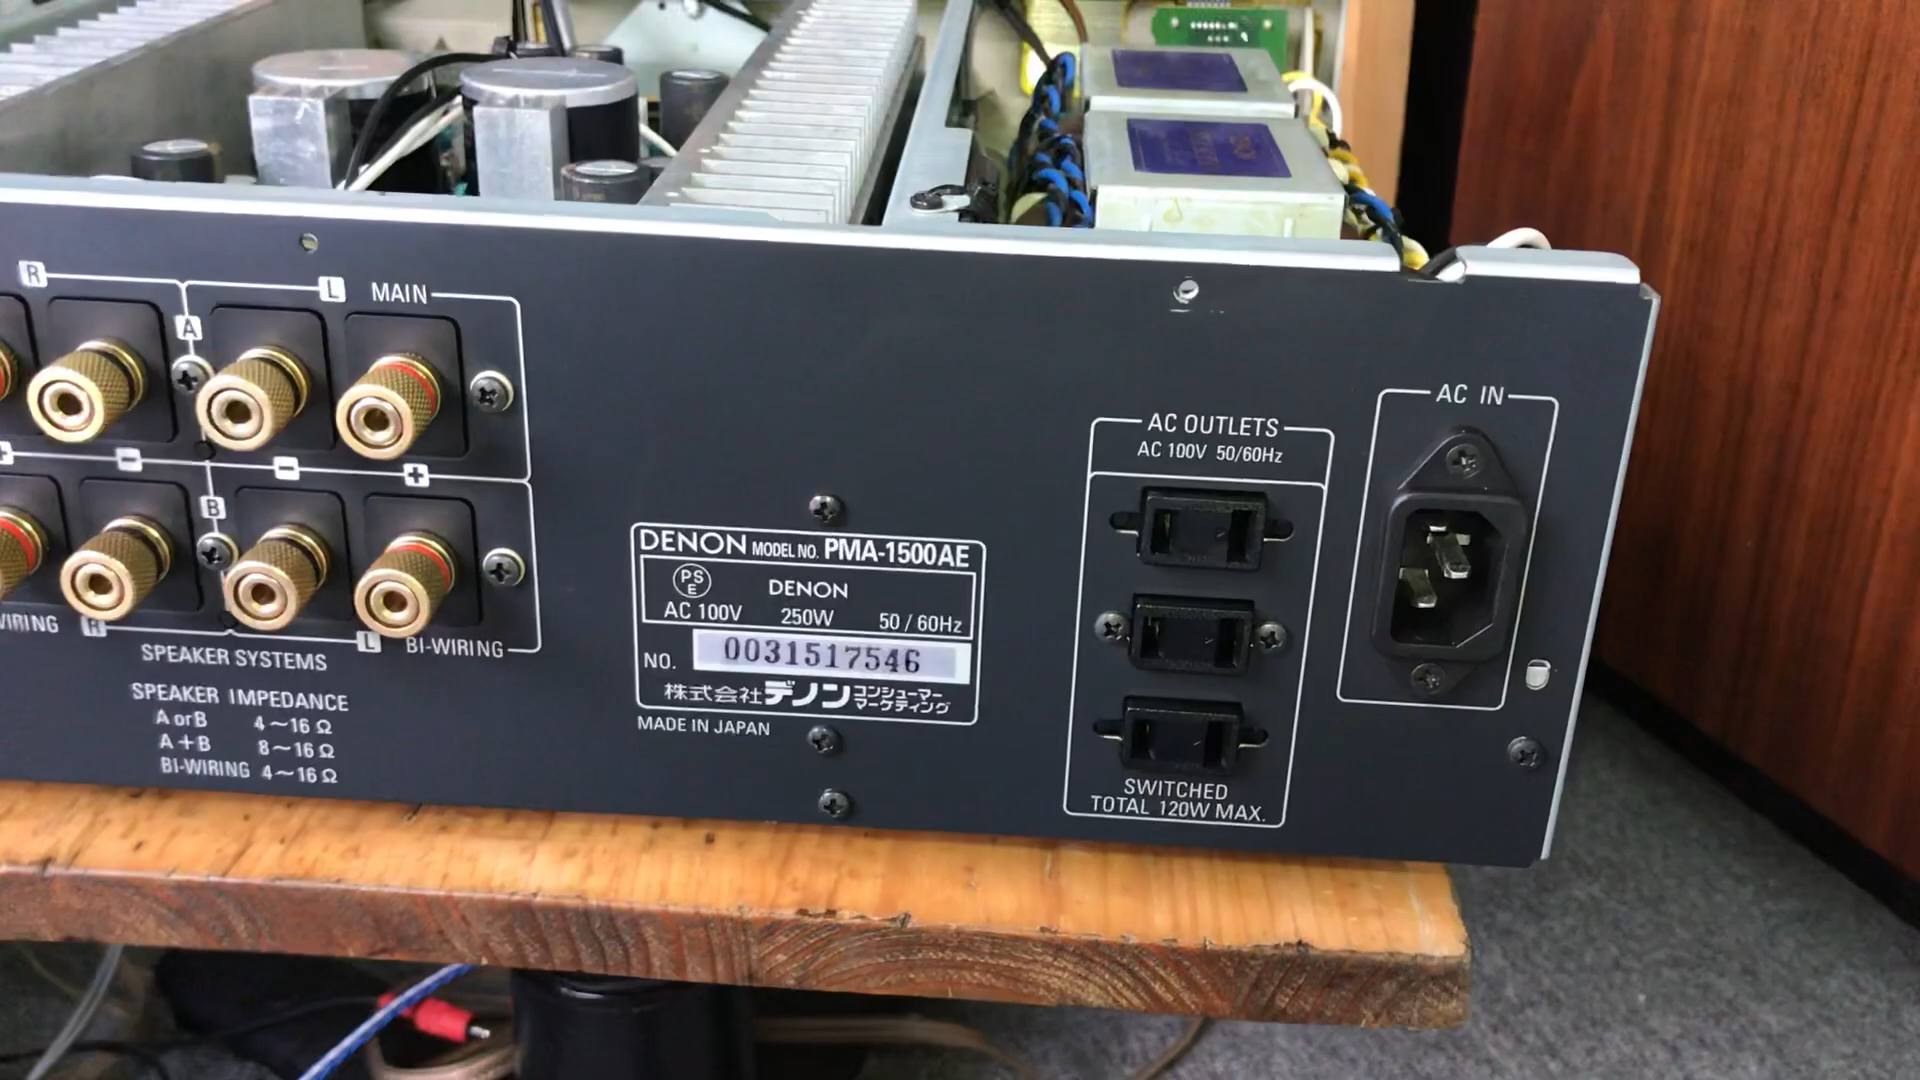 R
L
MAIN
A
− − +
B
WIRING
R
L
BI-WIRING
SPEAKER SYSTEMS
SPEAKER IMPEDANCE
A or B 4〜16Ω
A+B 8〜16Ω
BI-WIRING 4〜16Ω
DENON MODEL NO. PMA-1500AE
PS
E
DENON
AC 100V 250W 50/60Hz
NO. 0031517546
株式会社デノン コンシューマー
マーケティング
MADE IN JAPAN
AC OUTLETS
AC 100V 50/60Hz
SWITCHED
TOTAL 120W MAX.
AC IN